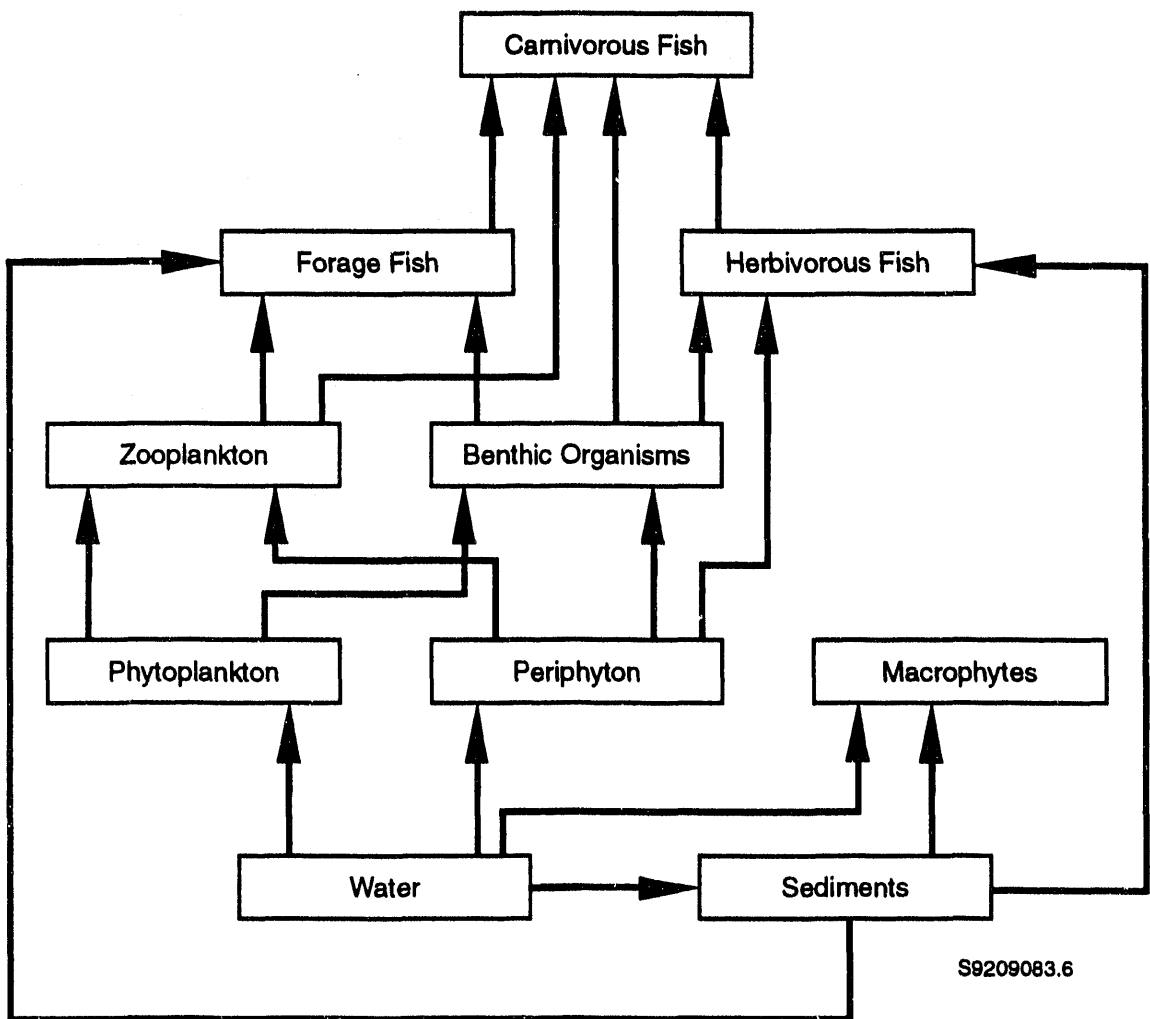 Carnivorous Fish
Forage Fish
Herbivorous Fish
Zooplankton
Benthic Organisms
Phytoplankton
Periphyton
Macrophytes
Water
Sediments
S9209083.6